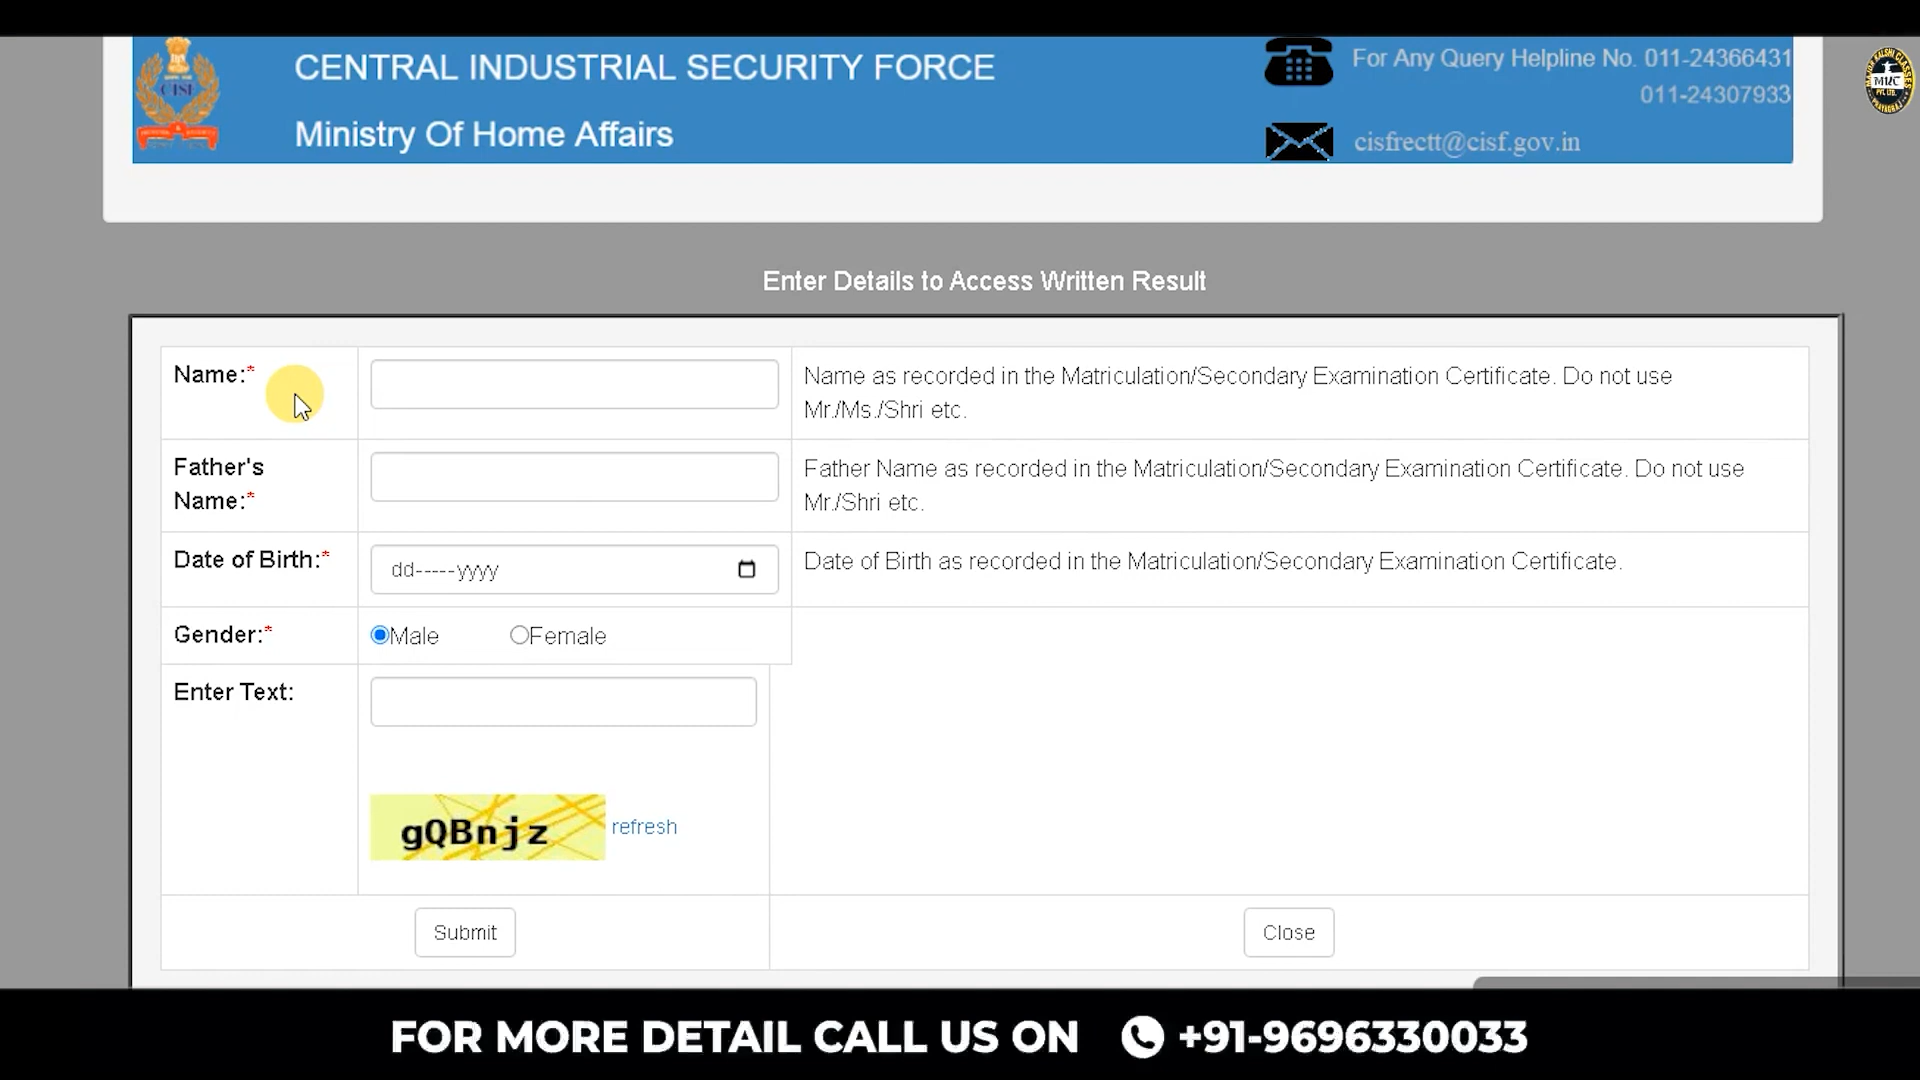 CENTRAL INDUSTRIAL SECURITY FORCE
Ministry Of Home Affairs
For Any Query Helpline No. 011-24366431
011-24307933
cisfrectt@cisf.gov.in
CISF
MKC
Enter Details to Access Written Result
Name:*
Name as recorded in the Matriculation/Secondary Examination Certificate. Do not use
Mr./Ms./Shri etc.
Father's
Name:*
Father Name as recorded in the Matriculation/Secondary Examination Certificate. Do not use
Mr./Shri etc.
Date of Birth:*
dd-----yyyy
Date of Birth as recorded in the Matriculation/Secondary Examination Certificate.
Gender:*
Male
Female
Enter Text:
gQBnjz
refresh
Submit
Close
FOR MORE DETAIL CALL US ON +91-9696330033